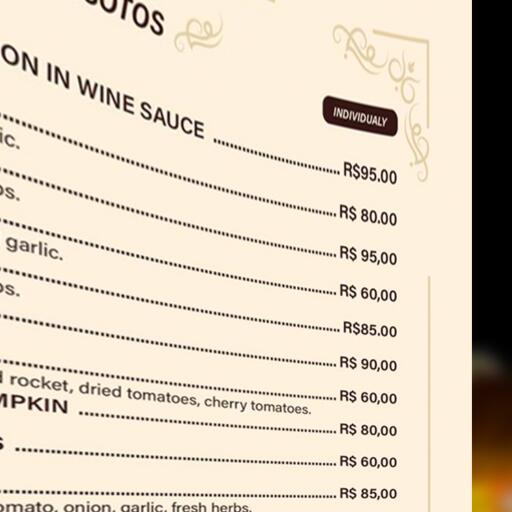 OTOS
ON IN WINE SAUCE
INDIVIDUALY
R$95.00
ic.
R$ 80.00
os.
R$ 95,00
garlic.
R$ 60,00
os.
R$85.00
R$ 90,00
R$ 60,00
d rocket, dried tomatoes, cherry tomatoes.
MPKIN R$ 80,00
S R$ 60,00
R$ 85,00
omato, onion, garlic, fresh herbs.